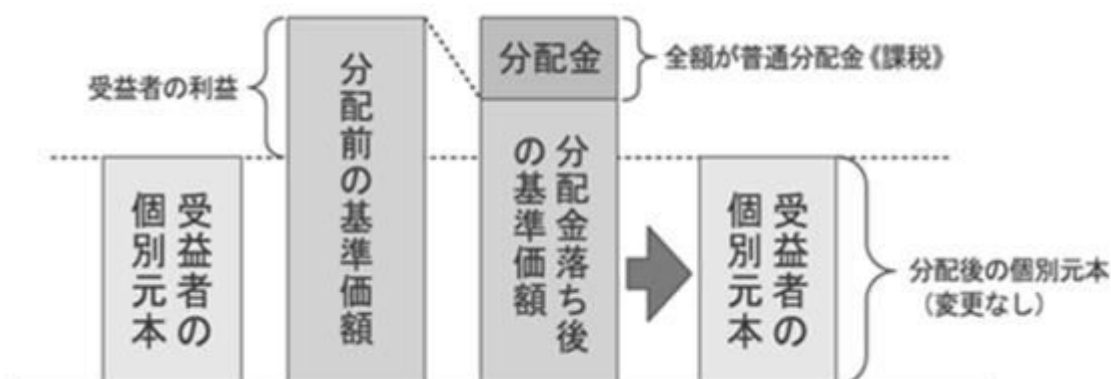 受益者の利益
受益者の
個別元本
分配前の基準価額
分配金
全額が普通分配金《課税》
分配金落ち後
の基準価額
受益者の
個別元本
分配後の個別元本
（変更なし）